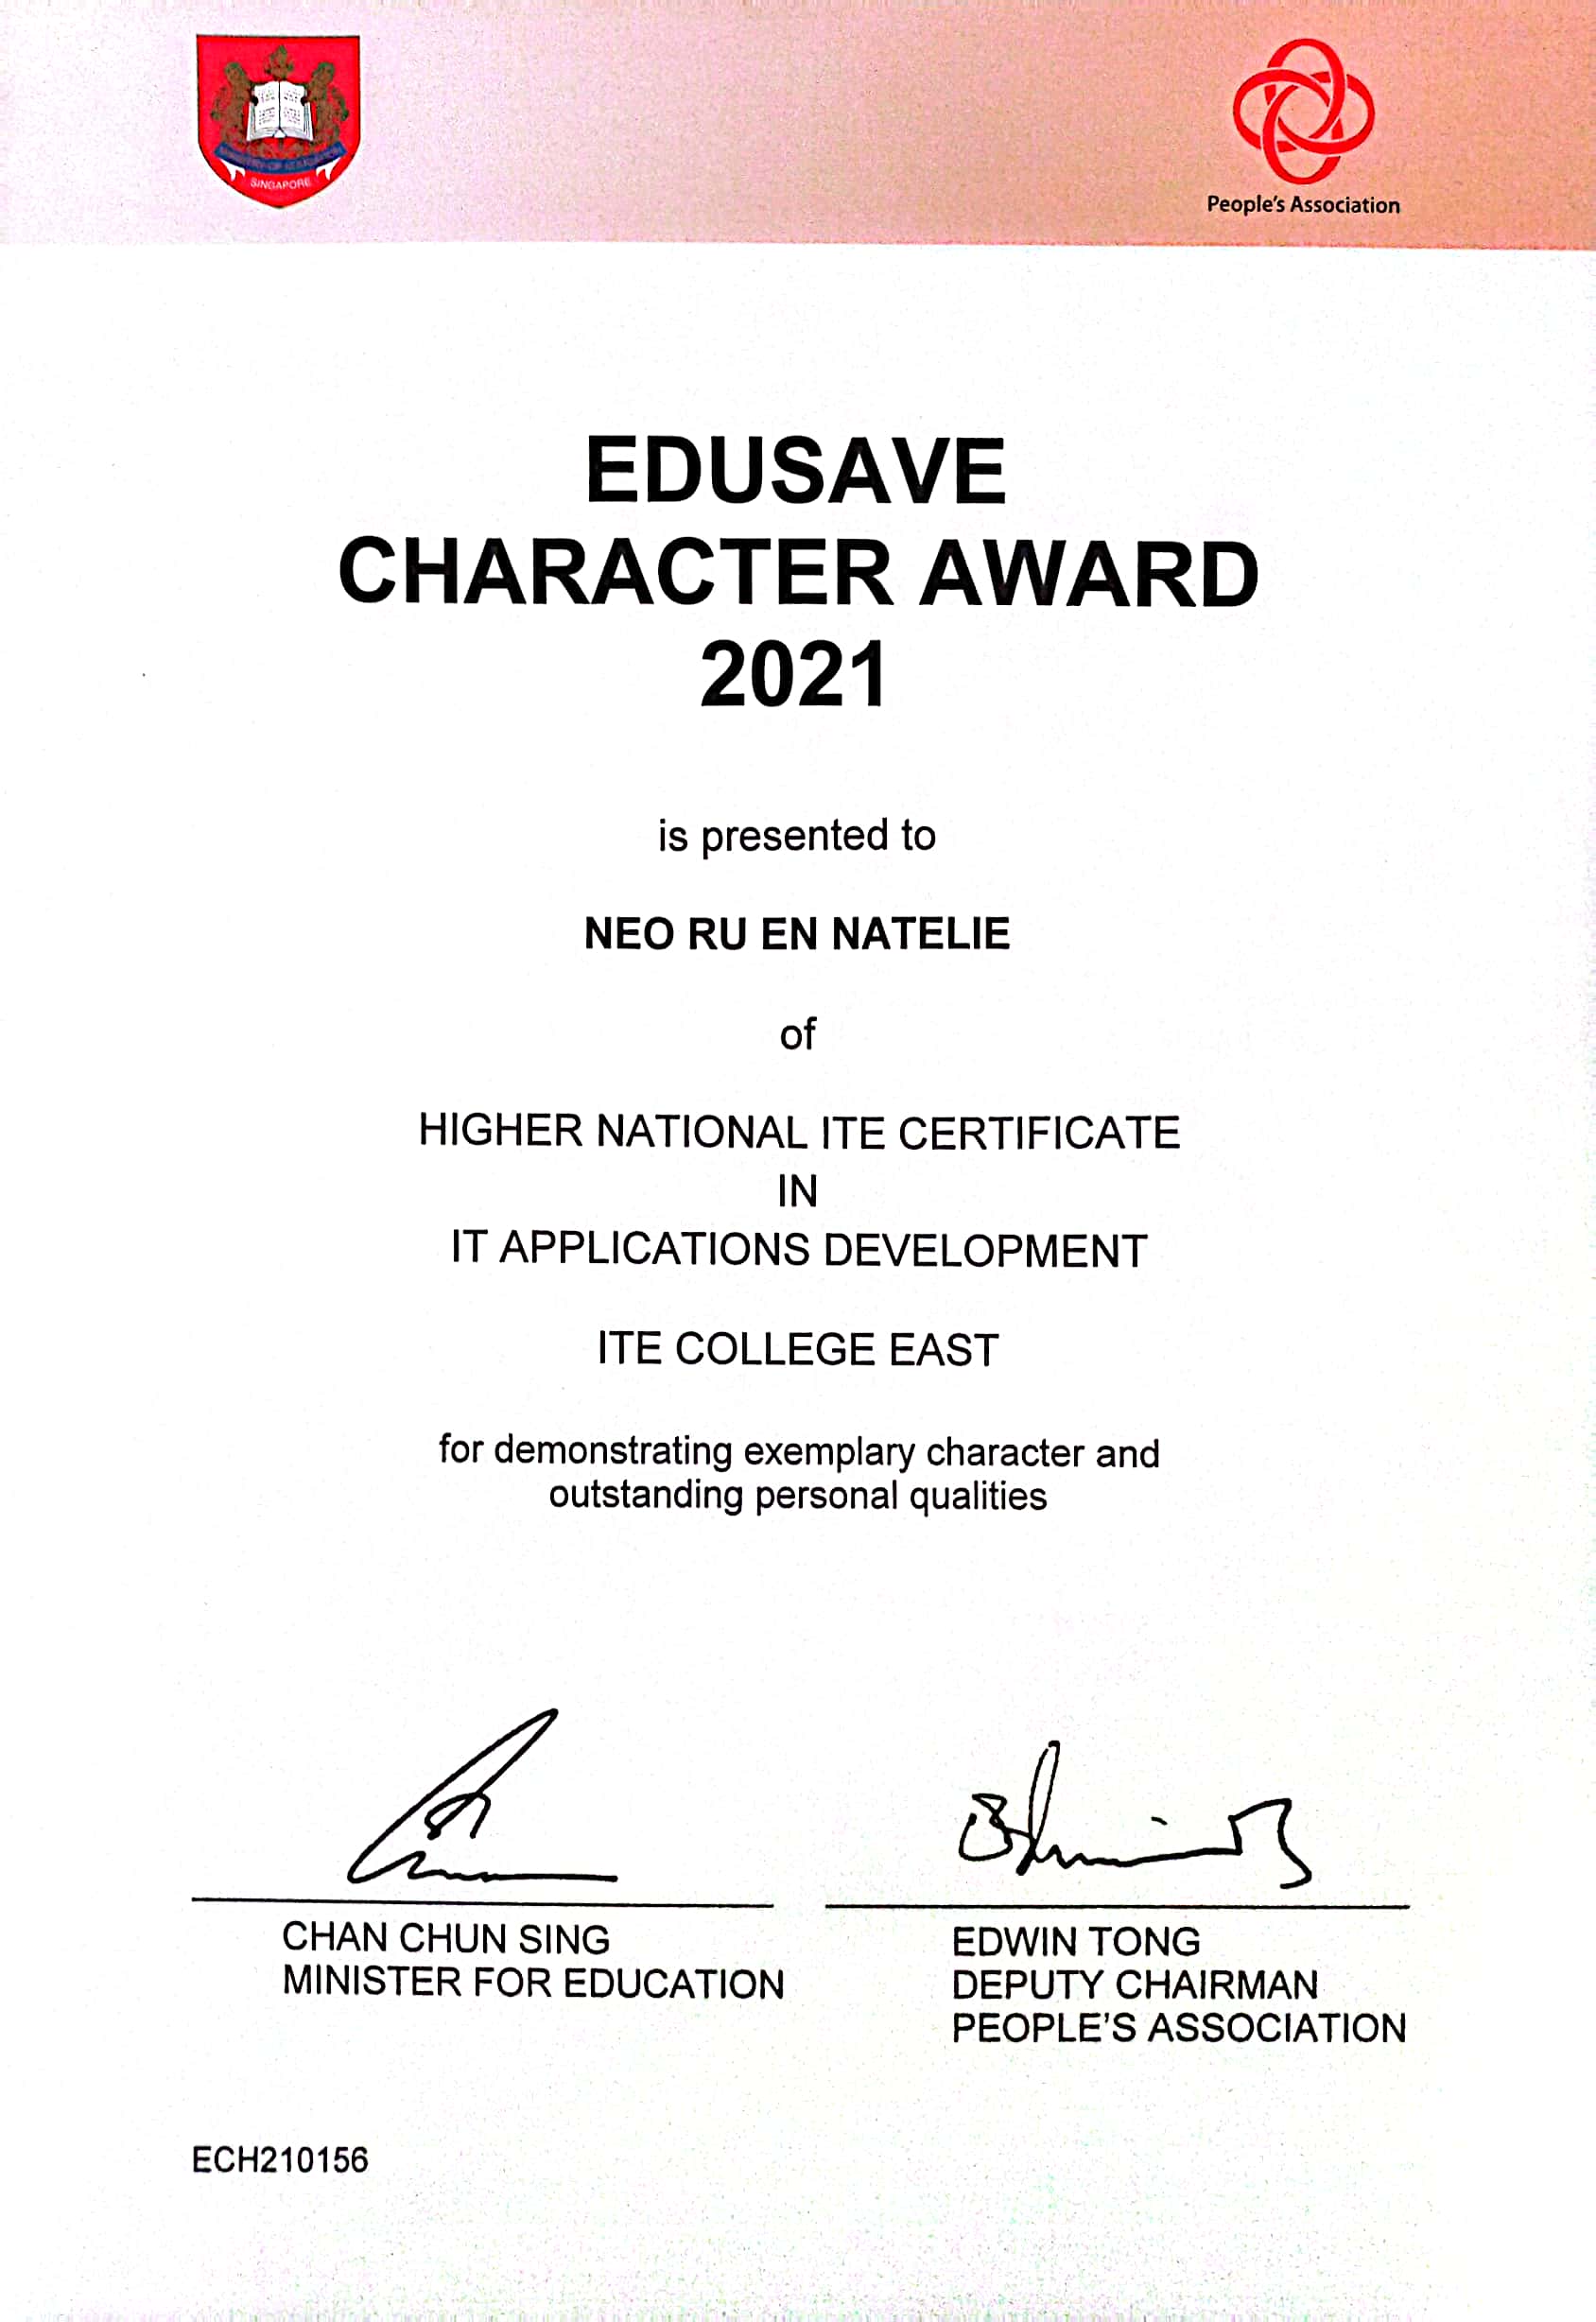 MINISTRY OF EDUCATION
SINGAPORE
People's Association
EDUSAVE
CHARACTER AWARD
2021
is presented to
NEO RU EN NATELIE
of
HIGHER NATIONAL ITE CERTIFICATE
IN
IT APPLICATIONS DEVELOPMENT
ITE COLLEGE EAST
for demonstrating exemplary character and
outstanding personal qualities
CHAN CHUN SING
MINISTER FOR EDUCATION
EDWIN TONG
DEPUTY CHAIRMAN
PEOPLE'S ASSOCIATION
ECH210156